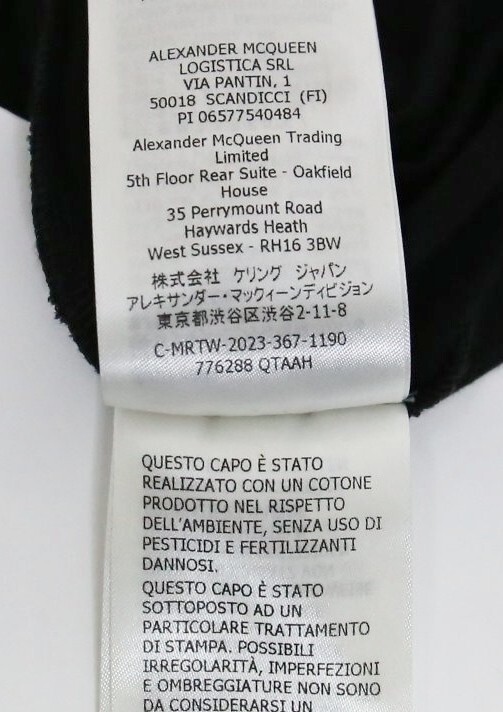 ALEXANDER MCQUEEN
LOGISTICA SRL
VIA PANTIN, 1
50018 SCANDICCI (FI)
PI 06577540484
Alexander McQueen Trading
Limited
5th Floor Rear Suite - Oakfield
House
35 Perrymount Road
Haywards Heath
West Sussex - RH16 3BW
株式会社 ケリング ジャパン
アレキサンダー・マックィーンディビジョン
東京都渋谷区渋谷2-11-8
C-MRTW-2023-367-1190
776288 QTAAH
QUESTO CAPO È STATO
REALIZZATO CON UN COTONE
PRODOTTO NEL RISPETTO
DELL'AMBIENTE, SENZA USO DI
PESTICIDI E FERTILIZZANTI
DANNOSI.
QUESTO CAPO È STATO
SOTTOPOSTO AD UN
PARTICOLARE TRATTAMENTO
DI STAMPA. POSSIBILI
IRREGOLARITÀ, IMPERFEZIONI
E OMBREGGIATURE NON SONO
DA CONSIDERARSI UN